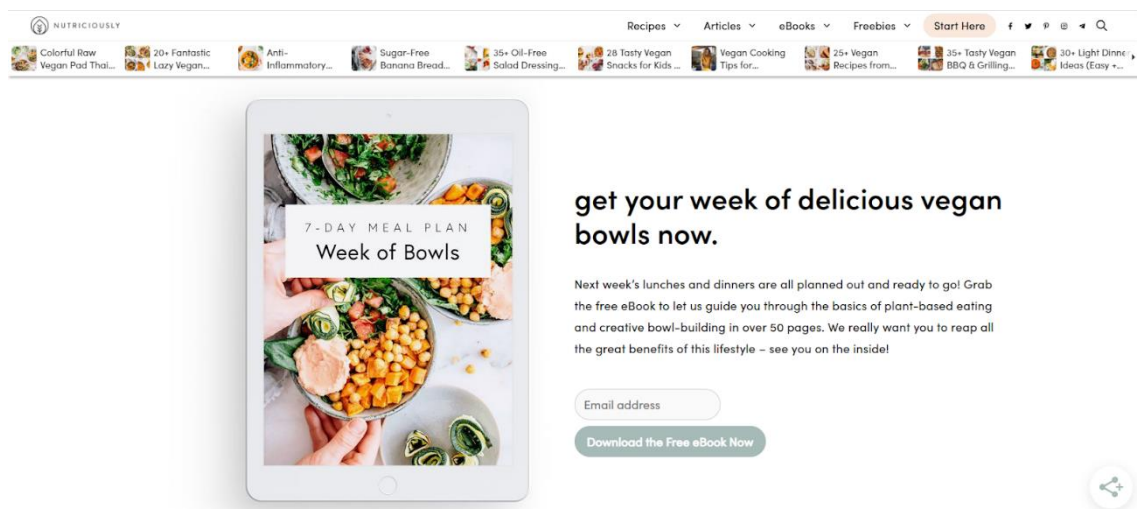 NUTRICIOUSLY
Recipes Articles eBooks Freebies Start Here
Colorful Raw
Vegan Pad Thai...
20+ Fantastic
Lazy Vegan...
Anti-
Inflammatory...
Sugar-Free
Banana Bread...
35+ Oil-Free
Salad Dressing...
28 Tasty Vegan
Snacks for Kids ...
Vegan Cooking
Tips for...
25+ Vegan
Recipes from...
35+ Tasty Vegan
BBQ & Grilling...
30+ Light Dinne
Ideas (Easy +...
7-DAY MEAL PLAN
Week of Bowls
get your week of delicious vegan
bowls now.
Next week's lunches and dinners are all planned out and ready to go! Grab
the free eBook to let us guide you through the basics of plant-based eating
and creative bowl-building in over 50 pages. We really want you to reap all
the great benefits of this lifestyle – see you on the inside!
Email address
Download the Free eBook Now